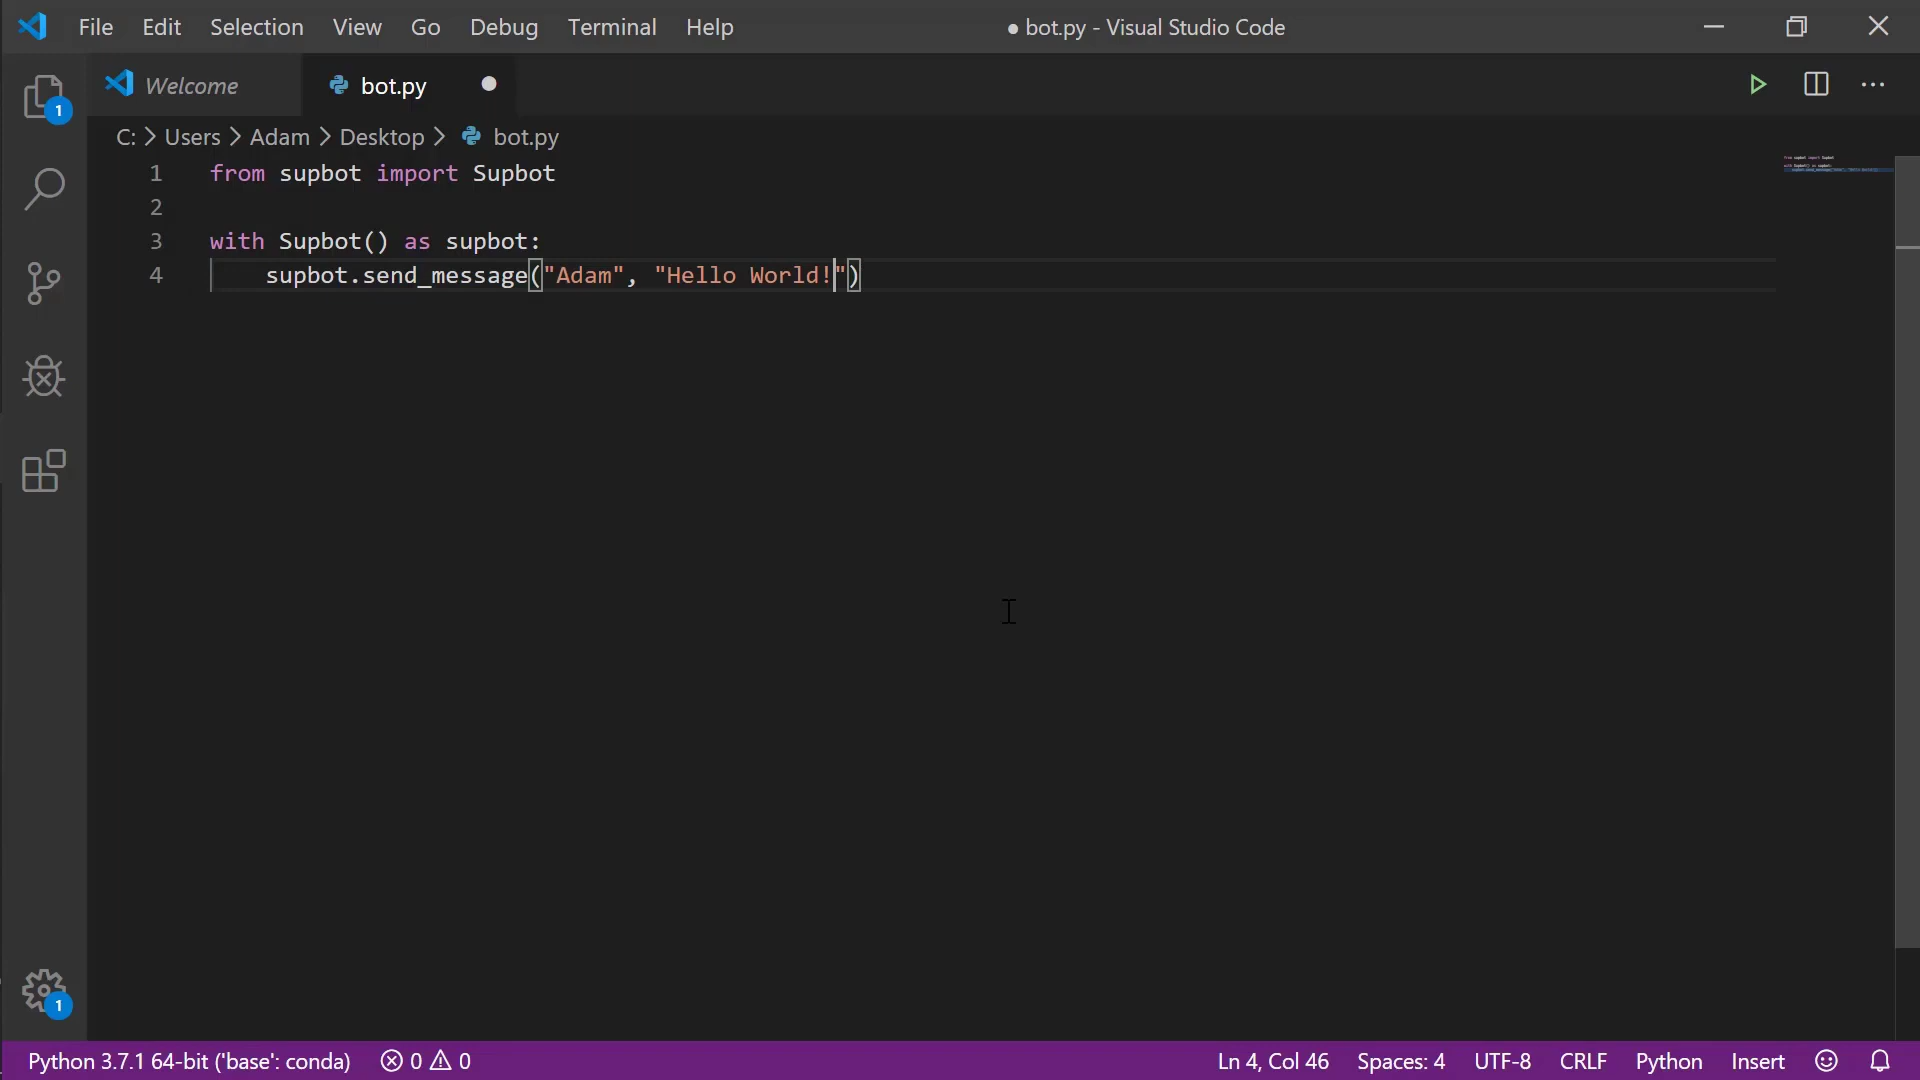 File Edit Selection View Go Debug Terminal Help ● bot.py - Visual Studio Code
Welcome bot.py
C: > Users > Adam > Desktop > bot.py
1 from supbot import Supbot
2
3 with Supbot() as supbot:
4     supbot.send_message("Adam", "Hello World!")
1
1
Python 3.7.1 64-bit ('base': conda) 0 0 Ln 4, Col 46 Spaces: 4 UTF-8 CRLF Python Insert